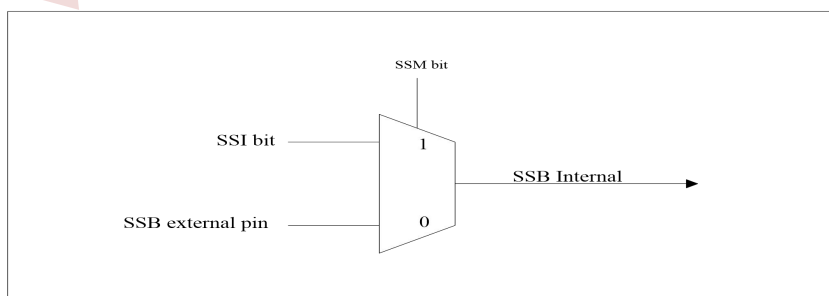 SSM bit
SSI bit
1
SSB Internal
SSB external pin
0